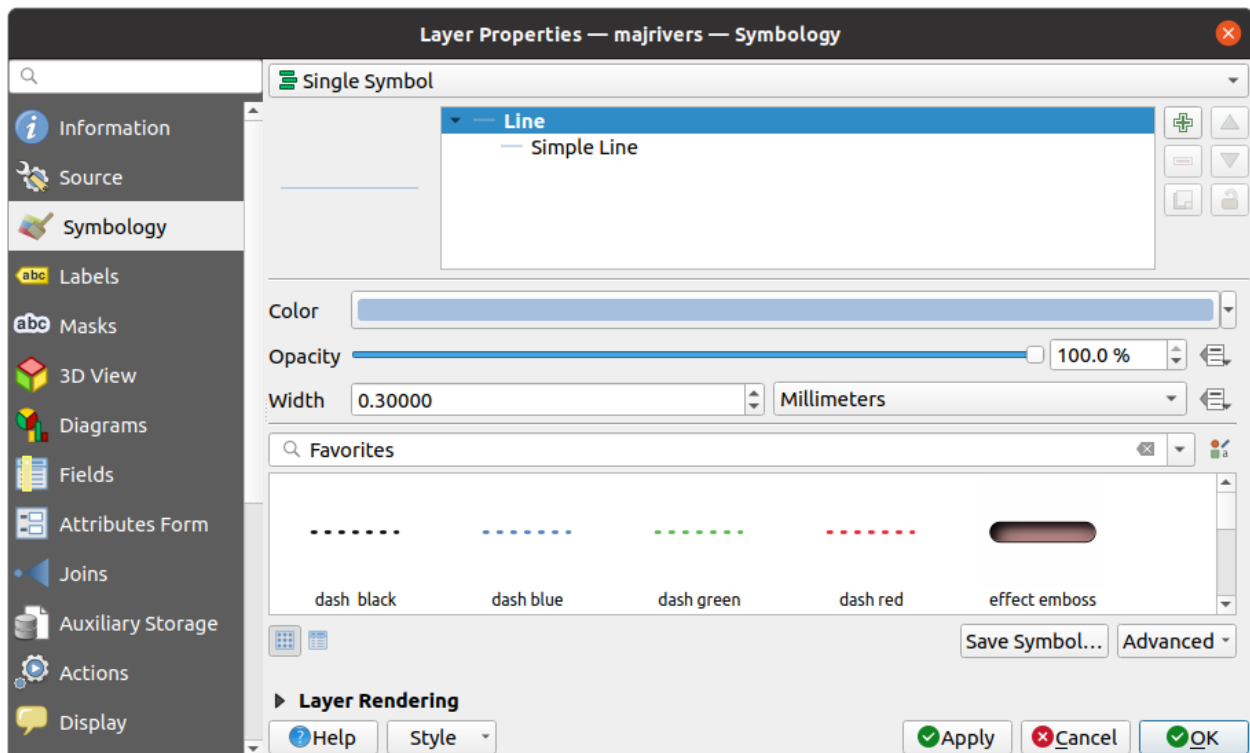 Layer Properties — majrivers — Symbology
Information
Source
Symbology
abc Labels
abc Masks
3D View
Diagrams
Fields
Attributes Form
Joins
Auxiliary Storage
Actions
Display
Single Symbol
Line
Simple Line
Color
Opacity 100.0 %
Width 0.30000 Millimeters
Favorites
dash black dash blue dash green dash red effect emboss
Save Symbol... Advanced
Layer Rendering
Help Style Apply Cancel OK